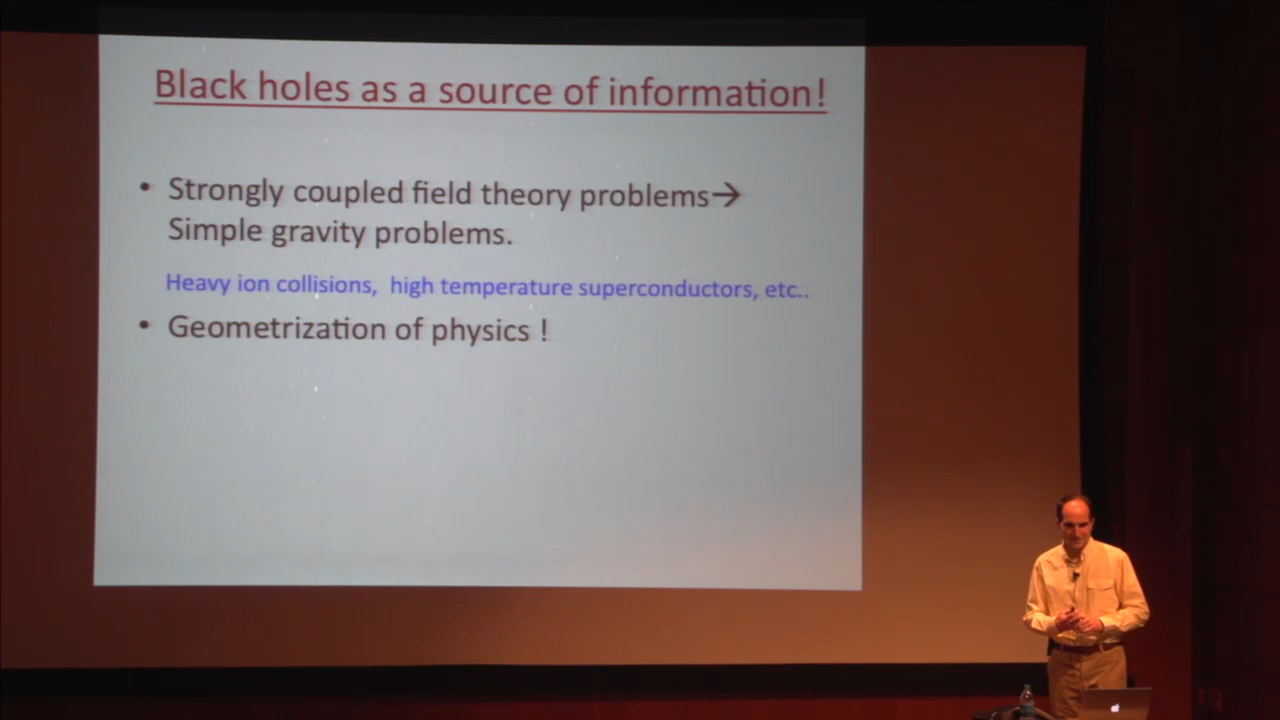 Black holes as a source of information!
• Strongly coupled field theory problems→
Simple gravity problems.
Heavy ion collisions, high temperature superconductors, etc..
• Geometrization of physics !